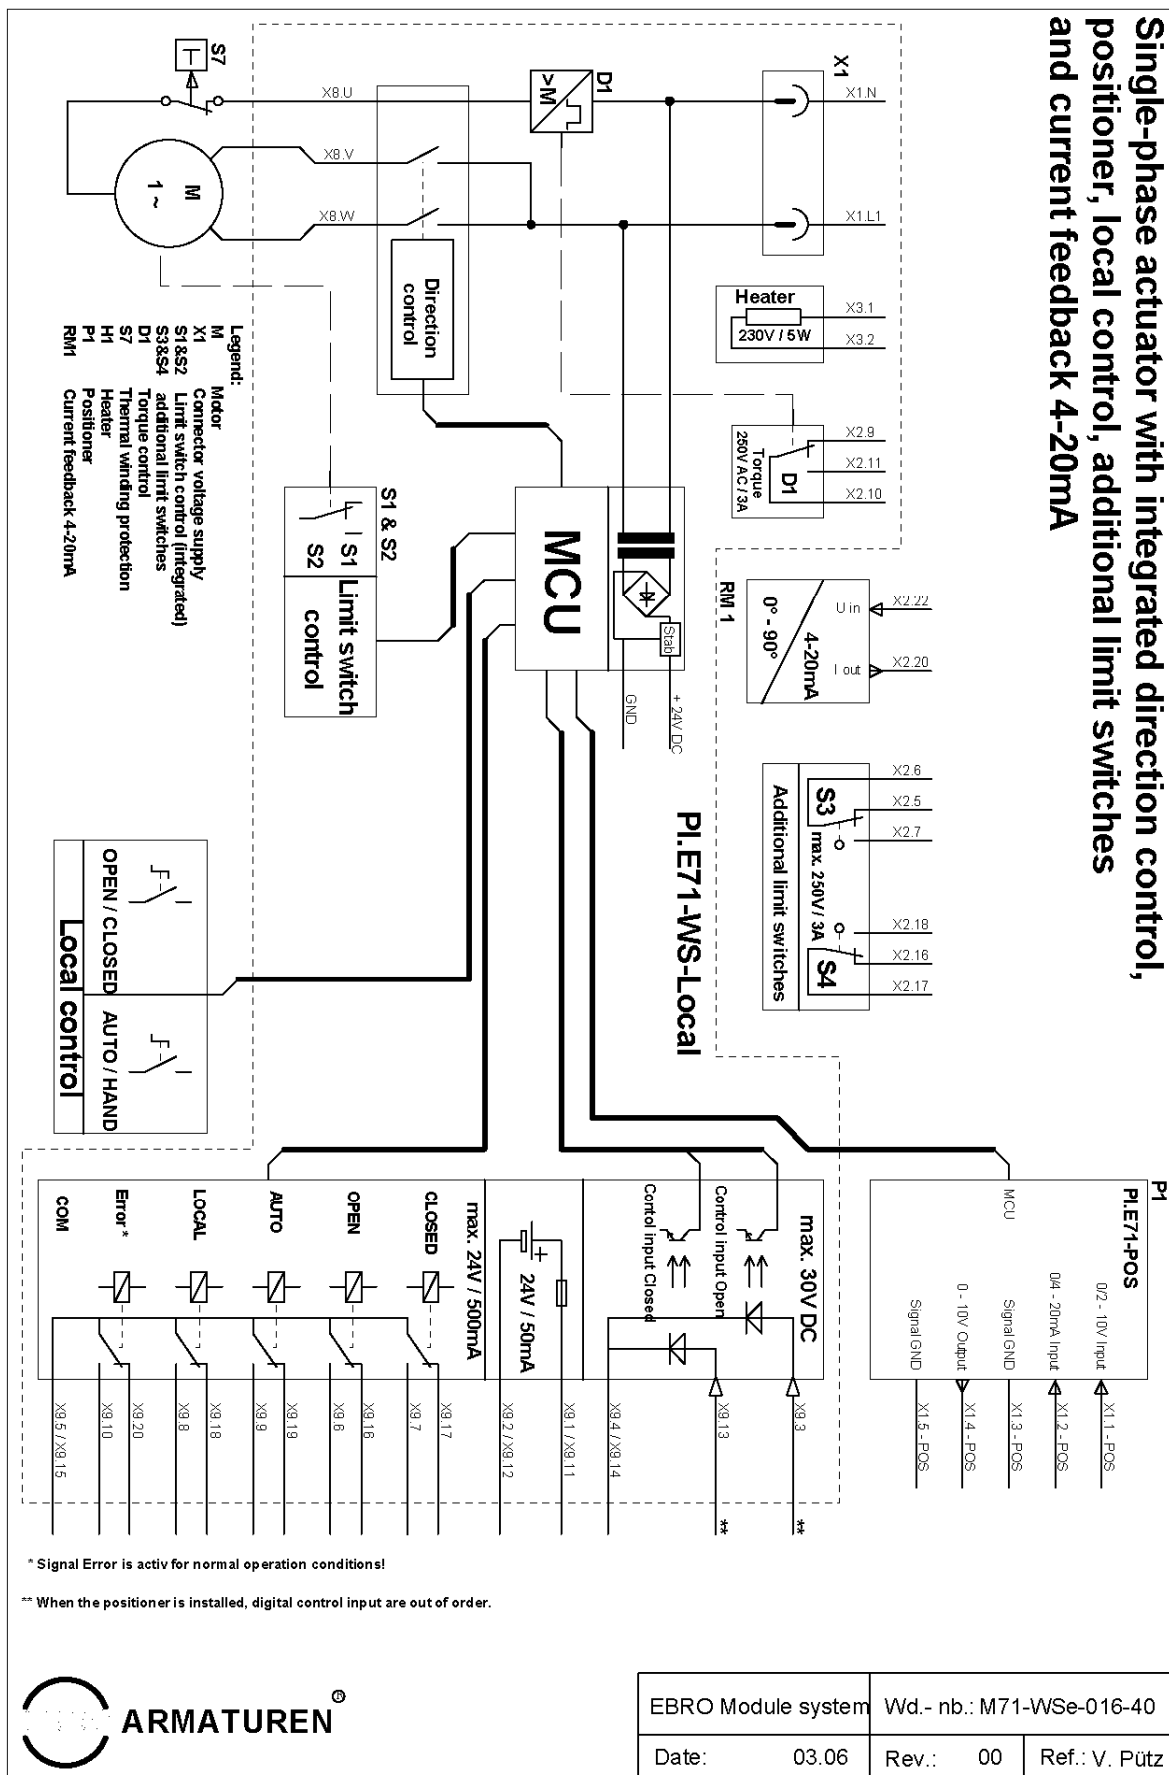 Single-phase actuator with integrated direction control,
positioner, local control, additional limit switches
and current feedback 4-20mA
S7
X8.U
X8.V
X8.W
M
1 ~
D1
>M
X1
X1.N
X1.L1
Direction
control
Heater
230V / 5W
X3.1
X3.2
D1
Torque
250V AC / 3A
X2.9
X2.11
X2.10
Legend:
M Motor
X1 Connector voltage supply
S1&S2 Limit switch control (integrated)
S3&S4 additional limit switches
D1 Torque control
S7 Thermal winding protection
H1 Heater
P1 Positioner
RM1 Current feedback 4-20mA
S1 & S2
S1
S2
Limit switch
control
MCU
Stab
GND
+ 24V DC
RM 1
0° - 90°
4-20mA
U in
I out
X2.22
X2.20
PI.E71-WS-Local
Additional limit switches
S3
max. 250V / 3A
S4
X2.6
X2.5
X2.7
X2.18
X2.16
X2.17
OPEN / CLOSED
AUTO / HAND
Local control
P1
PI.E71-POS
MCU
0/2 - 10V Input
0/4 - 20mA Input
Signal GND
0 - 10V Output
Signal GND
X1.1 - POS
X1.2 - POS
X1.3 - POS
X1.4 - POS
X1.5 - POS
max. 30V DC
Control input Open
Contol input Closed
+
24V / 50mA
max. 24V / 500mA
CLOSED
OPEN
AUTO
LOCAL
Error*
COM
X9.3
X9.13
X9.4 / X9.14
X9.1 / X9.11
X9.2 / X9.12
X9.17
X9.7
X9.16
X9.6
X9.19
X9.9
X9.18
X9.8
X9.20
X9.10
X9.5 / X9.15
**
**
* Signal Error is activ for normal operation conditions!
** When the positioner is installed, digital control input are out of order.
ARMATUREN ®
EBRO Module system Wd.- nb.: M71-WSe-016-40
Date: 03.06 Rev.: 00 Ref.: V. Pütz